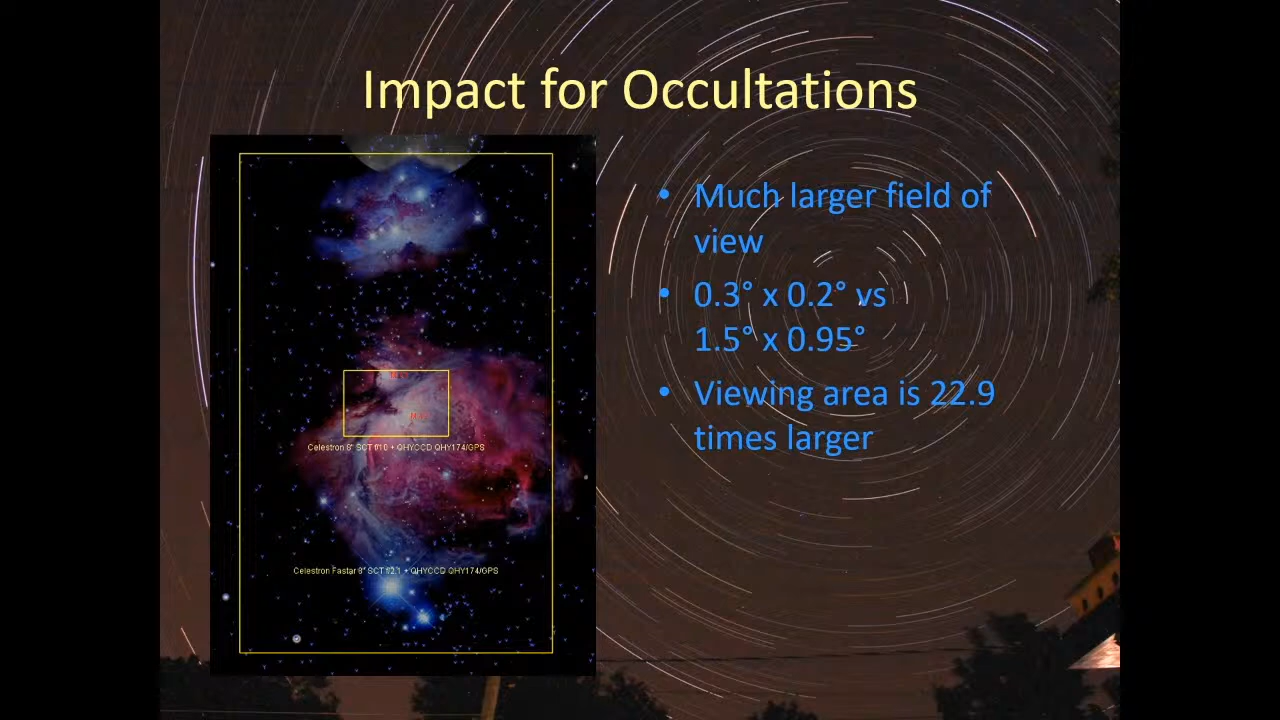 Impact for Occultations
Celestron 8" SCT f/10 + QHYCCD QHY174/GPS
Celestron Fastar 8" SCT f/2.1 + QHYCCD QHY174/GPS
• Much larger field of
view
• 0.3° x 0.2° vs
1.5° x 0.95°
• Viewing area is 22.9
times larger